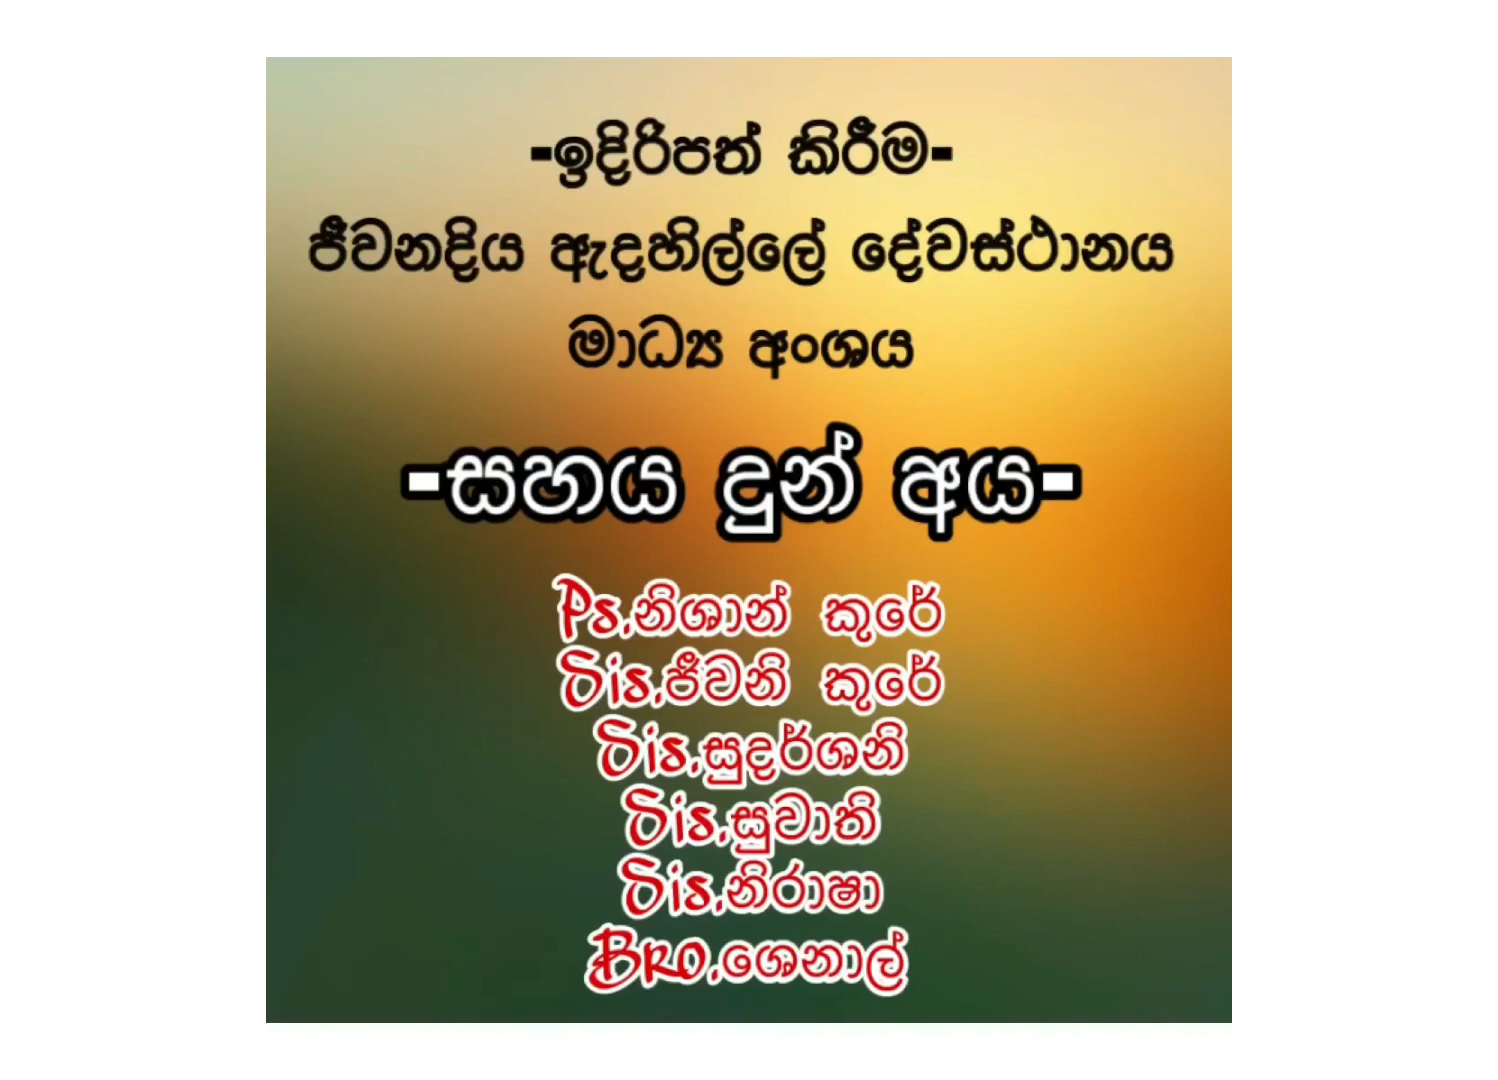 -ඉදිරිපත් කිරීම-
ජීවනදිය ඇදහිල්ලේ දේවස්ථානය
මාධ්‍ය අංශය
-සහය දුන් අය-
Ps.නිශාන් කුරේ
Sis.ජීවනි කුරේ
Sis.සුදර්ශනි
Sis.සුවාති
Sis.නිරාෂා
Bro.ශෙනාල්